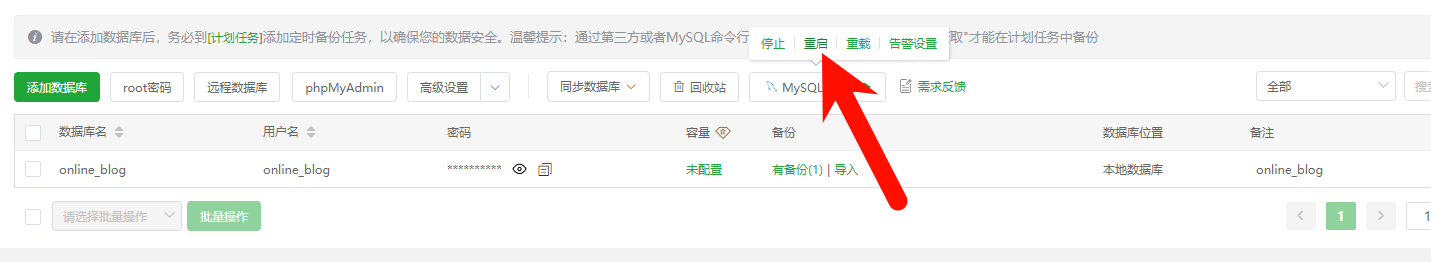 请在添加数据库后，务必到[计划任务]添加定时备份任务，以确保您的数据安全。温馨提示：通过第三方或者MySQL命令行 取"才能在计划任务中备份
停止 重启 重载 告警设置
添加数据库 root密码 远程数据库 phpMyAdmin 高级设置 同步数据库 回收站 MySQL 需求反馈 全部 搜索
数据库名 用户名 密码 容量 备份 数据库位置 备注
online_blog online_blog ********** 未配置 有备份(1) | 导入 本地数据库 online_blog
请选择批量操作 批量操作 1 1